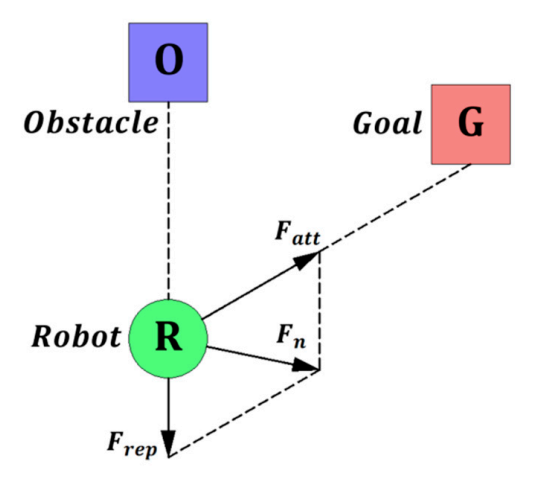 O
Obstacle
Goal G
F_att
Robot R
F_n
F_rep